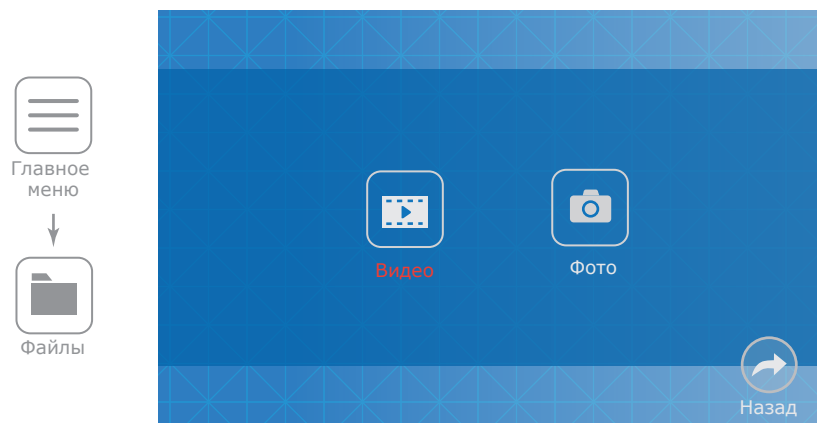 Главное
меню
Файлы
Видео
Фото
Назад